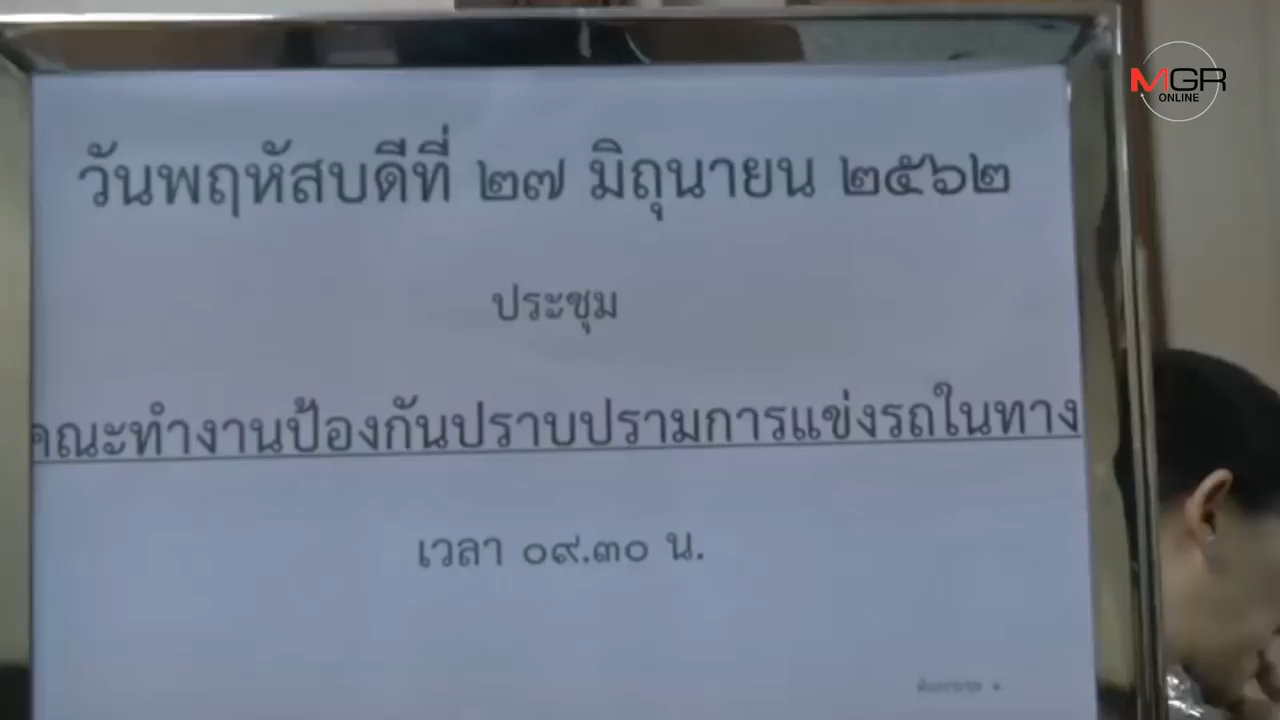 MGR
ONLINE
วันพฤหัสบดีที่ ๒๗ มิถุนายน ๒๕๖๒
ประชุม
คณะทำงานป้องกันปราบปรามการแข่งรถในทาง
เวลา ๐๙.๓๐ น.